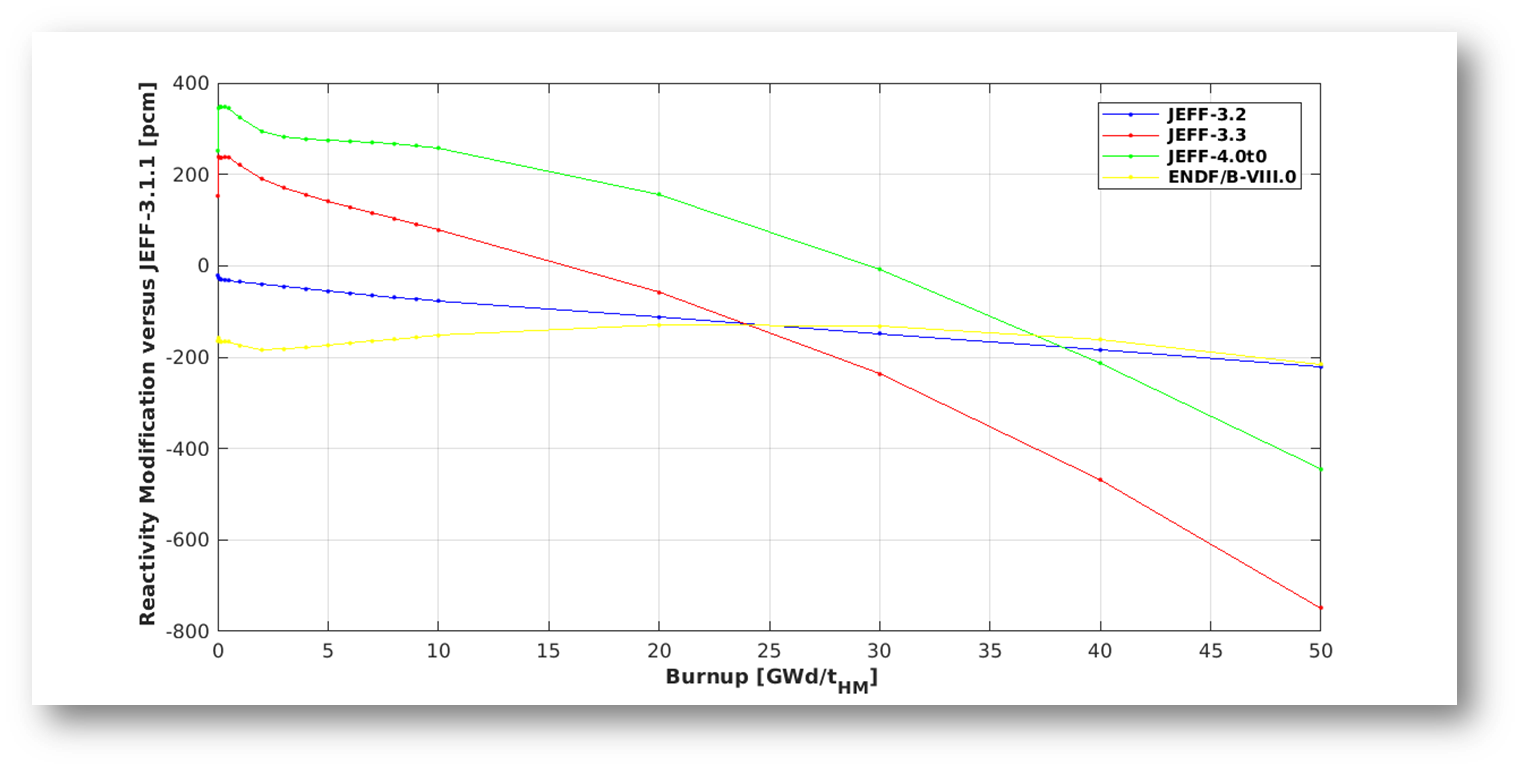 Reactivity Modification versus JEFF-3.1.1 [pcm]
400
200
0
-200
-400
-600
-800
JEFF-3.2
JEFF-3.3
JEFF-4.0t0
ENDF/B-VIII.0
0 5 10 15 20 25 30 35 40 45 50
Burnup [GWd/tHM]